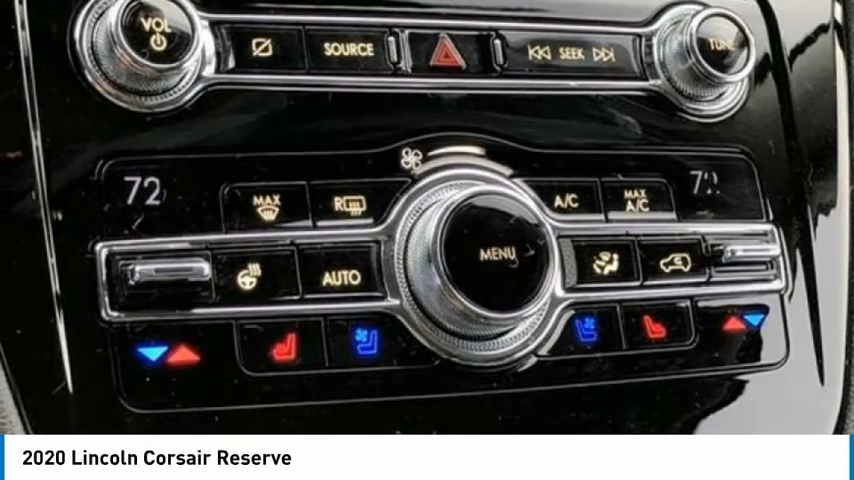 VOL TUNE
SOURCE SEEK
72 MAX R A/C MAX A/C
MENU
AUTO
2020 Lincoln Corsair Reserve